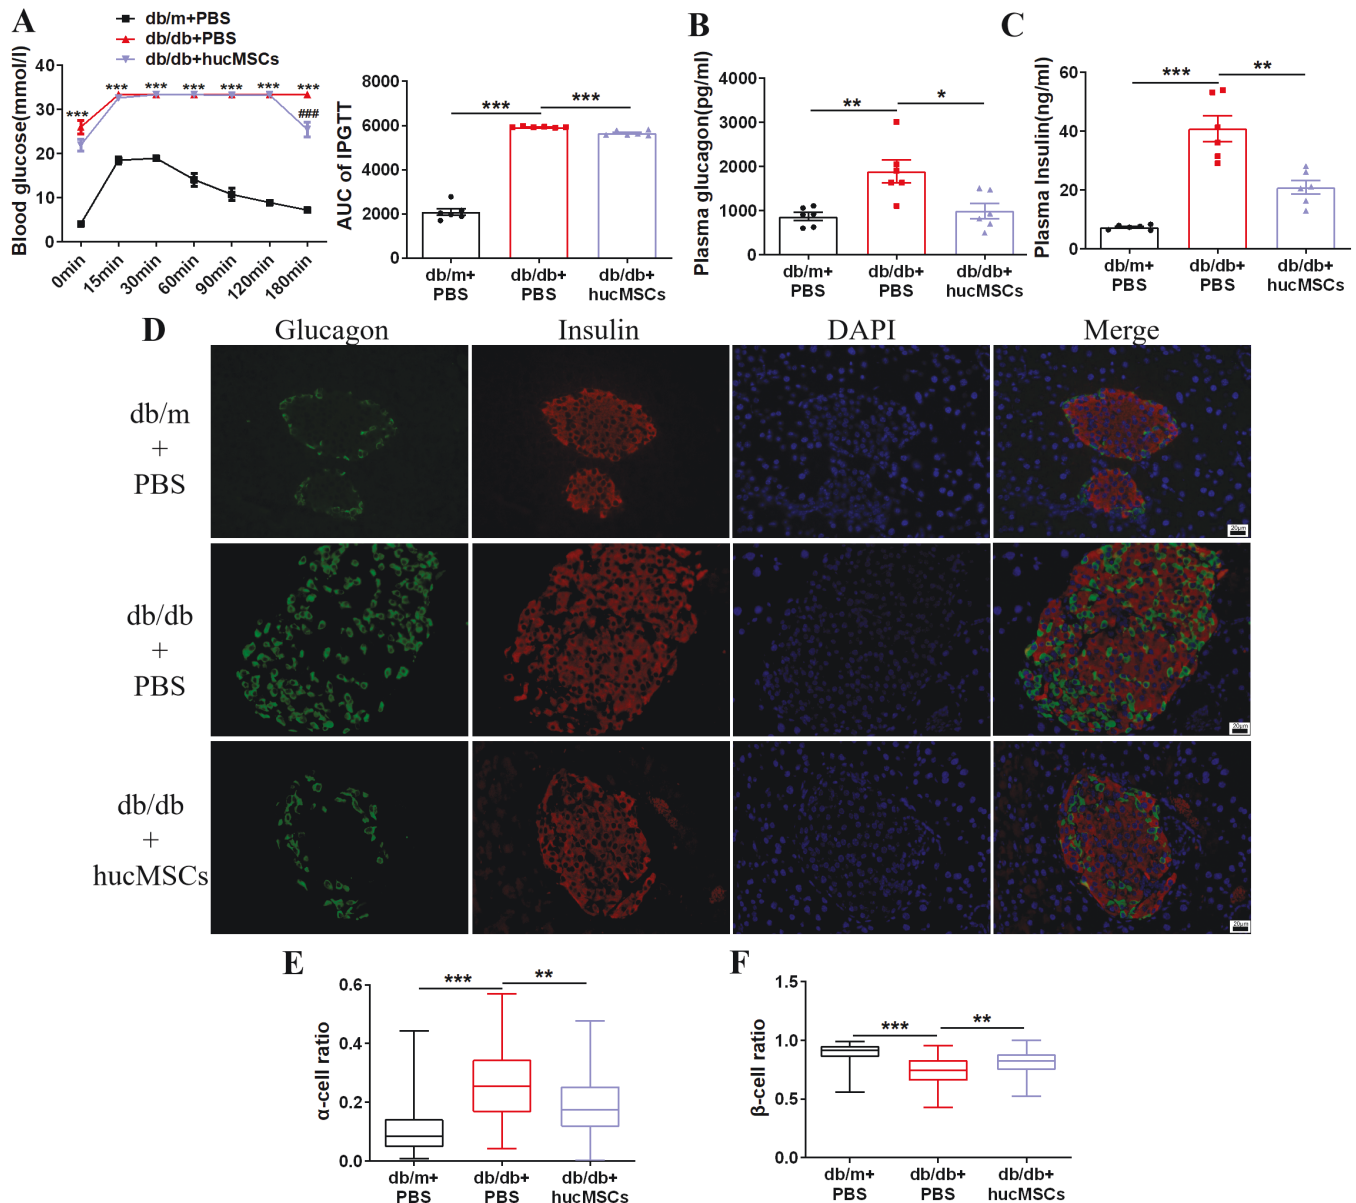 A
db/m+PBS
db/db+PBS
db/db+hucMSCs
Blood glucose(mmol/l)
40
30
20
10
0
***
***
***
***
***
***
***
###
0min
15min
30min
60min
90min
120min
180min
AUC of IPGTT
8000
6000
4000
2000
0
***
***
db/m+
PBS
db/db+
PBS
db/db+
hucMSCs
B
Plasma glucagon(pg/ml)
4000
3000
2000
1000
0
**
*
db/m+
PBS
db/db+
PBS
db/db+
hucMSCs
C
Plasma Insulin(ng/ml)
60
40
20
0
***
**
db/m+
PBS
db/db+
PBS
db/db+
hucMSCs
D
Glucagon
Insulin
DAPI
Merge
db/m
+
PBS
20μm
db/db
+
PBS
20μm
db/db
+
hucMSCs
20μm
E
α-cell ratio
0.6
0.4
0.2
0.0
***
**
db/m+
PBS
db/db+
PBS
db/db+
hucMSCs
F
β-cell ratio
1.5
1.0
0.5
0.0
***
**
db/m+
PBS
db/db+
PBS
db/db+
hucMSCs